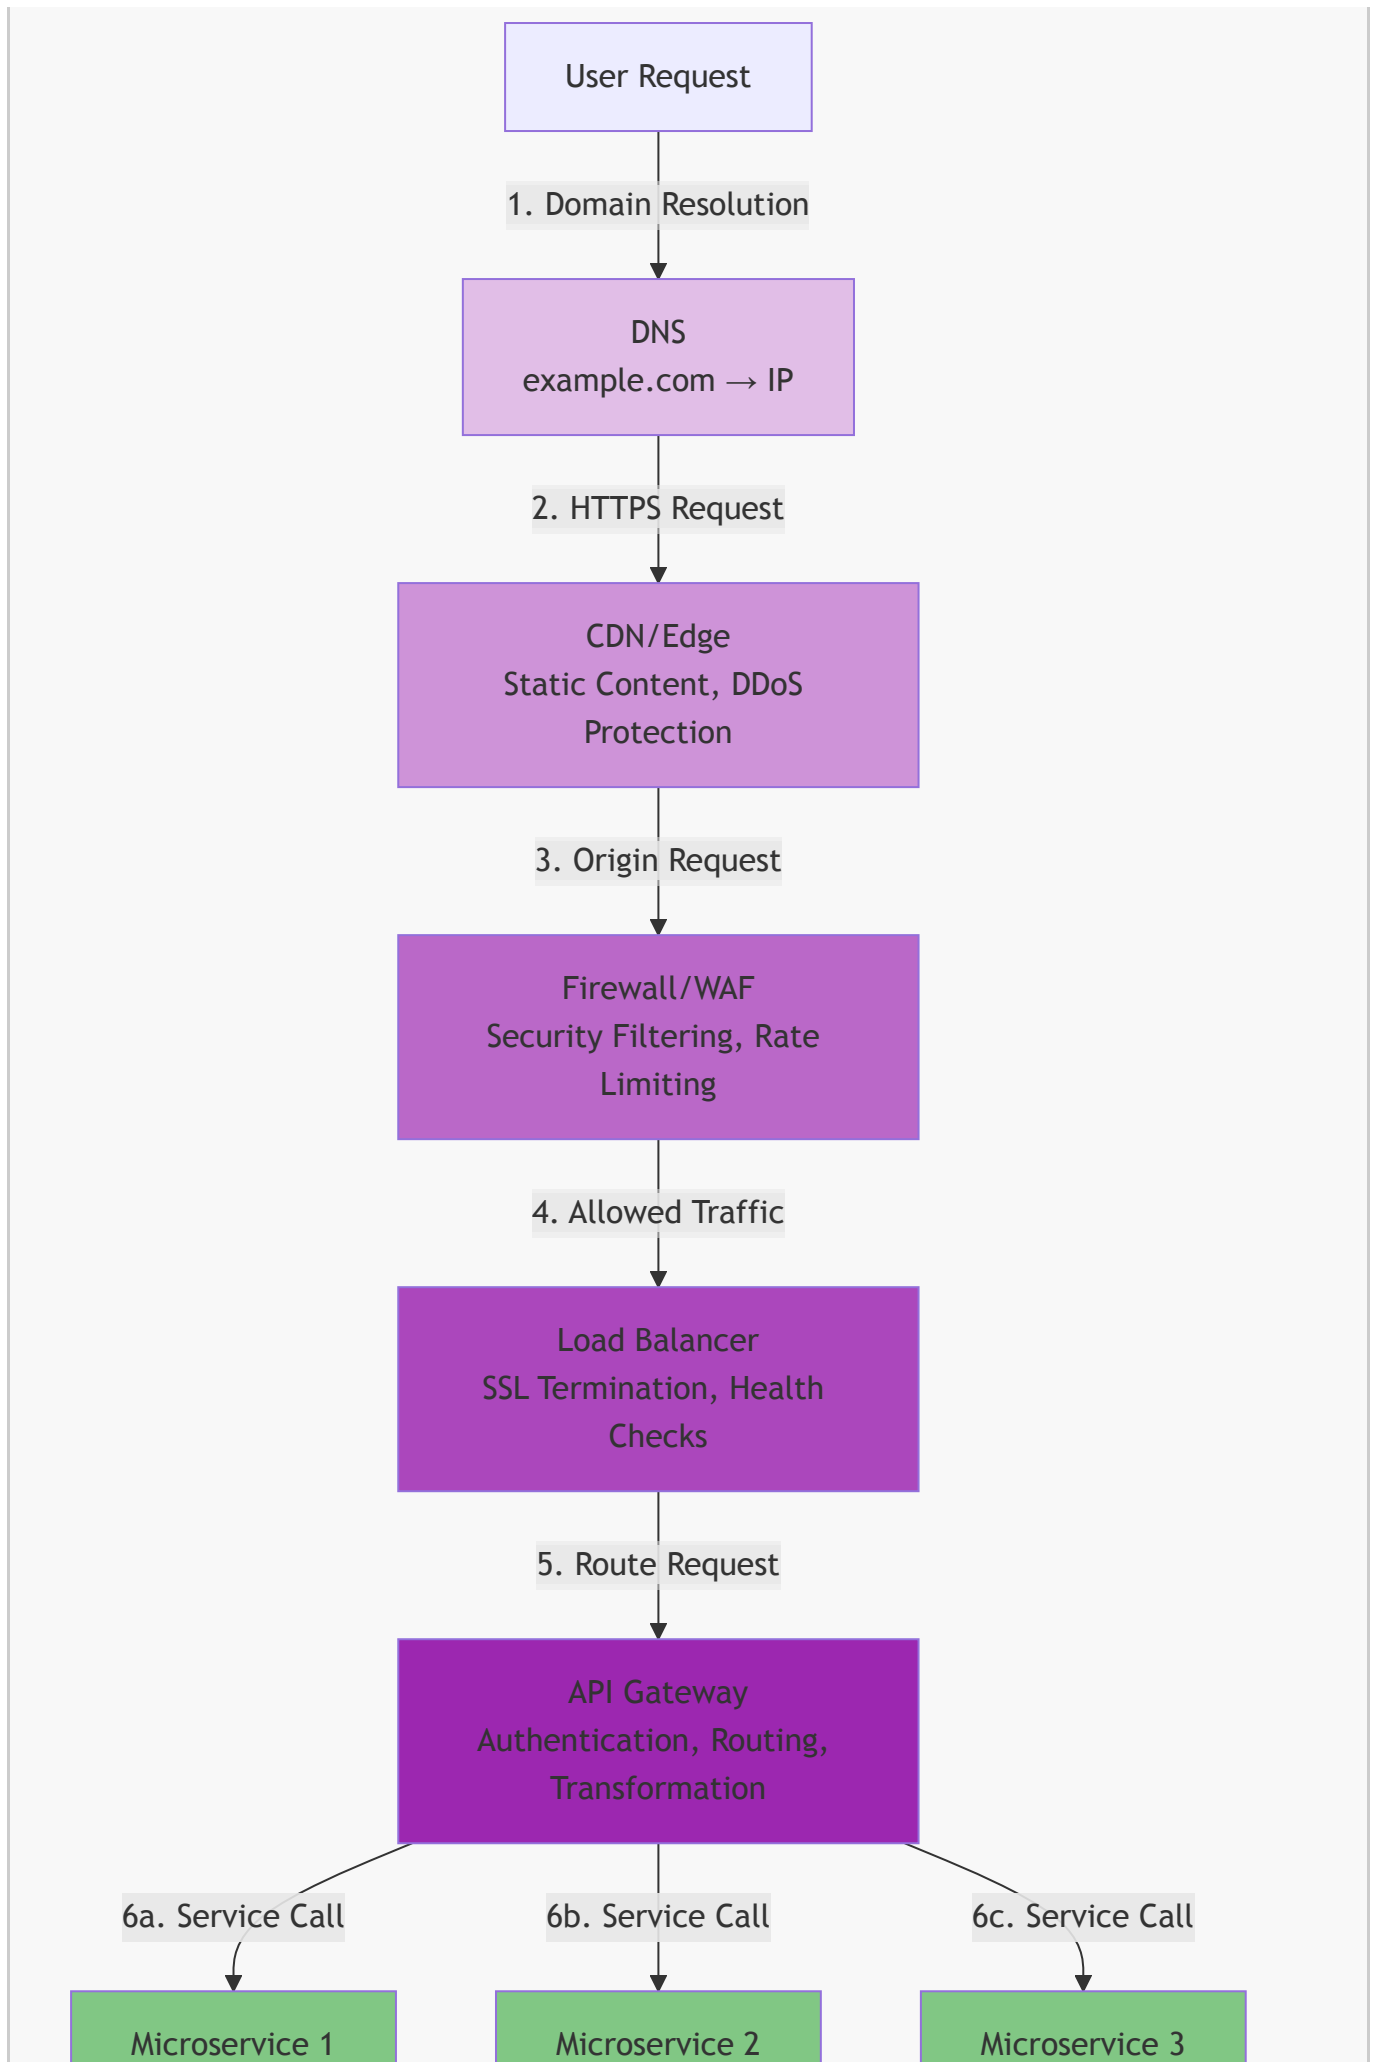 User Request
1. Domain Resolution
DNS
example.com → IP
2. HTTPS Request
CDN/Edge
Static Content, DDoS
Protection
3. Origin Request
Firewall/WAF
Security Filtering, Rate
Limiting
4. Allowed Traffic
Load Balancer
SSL Termination, Health
Checks
5. Route Request
API Gateway
Authentication, Routing,
Transformation
6a. Service Call
6b. Service Call
6c. Service Call
Microservice 1
Microservice 2
Microservice 3